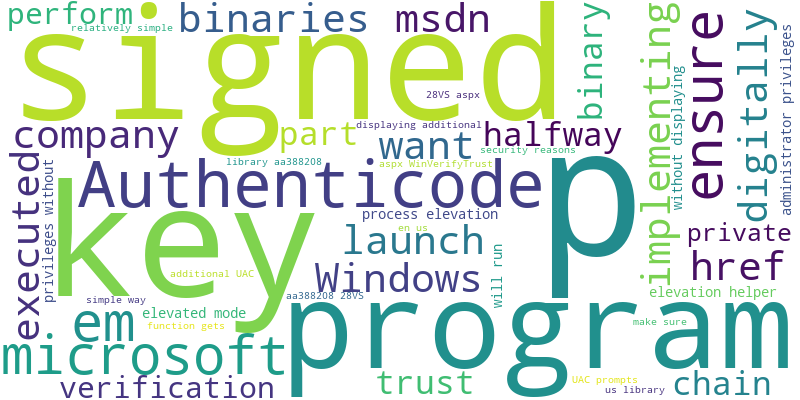 perform
relatively simple
binaries
msdn
signed
binary
implementing
ensure
digitally
administrator privileges
28VS aspx
company
part
displaying additional
want
halfway
security reasons
without displaying
library aa388208
aspx WinVerifyTrust
executed
privileges without
key
Authenticode
p
process elevation
en us
launch
private
href
Windows
will run
additional UAC
aa388208 28VS
simple way
elevation helper
em
elevated mode
function gets
program
make sure
microsoft
verification
trust
UAC prompts
us library
chain